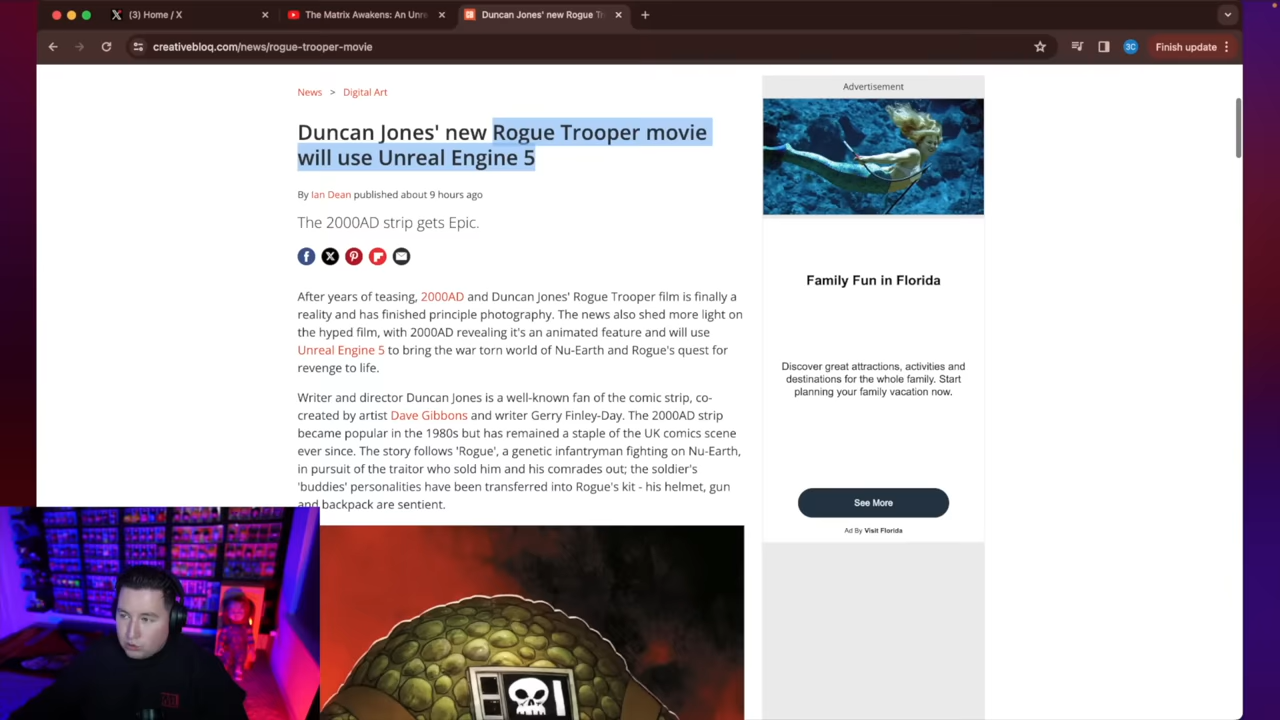 (3) Home / X
The Matrix Awakens: An Unre
Duncan Jones' new Rogue Tr
creativebloq.com/news/rogue-trooper-movie
3C
Finish update
News > Digital Art
Duncan Jones' new Rogue Trooper movie
will use Unreal Engine 5
By Ian Dean published about 9 hours ago
The 2000AD strip gets Epic.
After years of teasing, 2000AD and Duncan Jones' Rogue Trooper film is finally a
reality and has finished principle photography. The news also shed more light on
the hyped film, with 2000AD revealing it's an animated feature and will use
Unreal Engine 5 to bring the war torn world of Nu-Earth and Rogue's quest for
revenge to life.
Writer and director Duncan Jones is a well-known fan of the comic strip, co-
created by artist Dave Gibbons and writer Gerry Finley-Day. The 2000AD strip
became popular in the 1980s but has remained a staple of the UK comics scene
ever since. The story follows 'Rogue', a genetic infantryman fighting on Nu-Earth,
in pursuit of the traitor who sold him and his comrades out; the soldier's
'buddies' personalities have been transferred into Rogue's kit - his helmet, gun
and backpack are sentient.
Advertisement
Family Fun in Florida
Discover great attractions, activities and
destinations for the whole family. Start
planning your family vacation now.
See More
Ad By Visit Florida